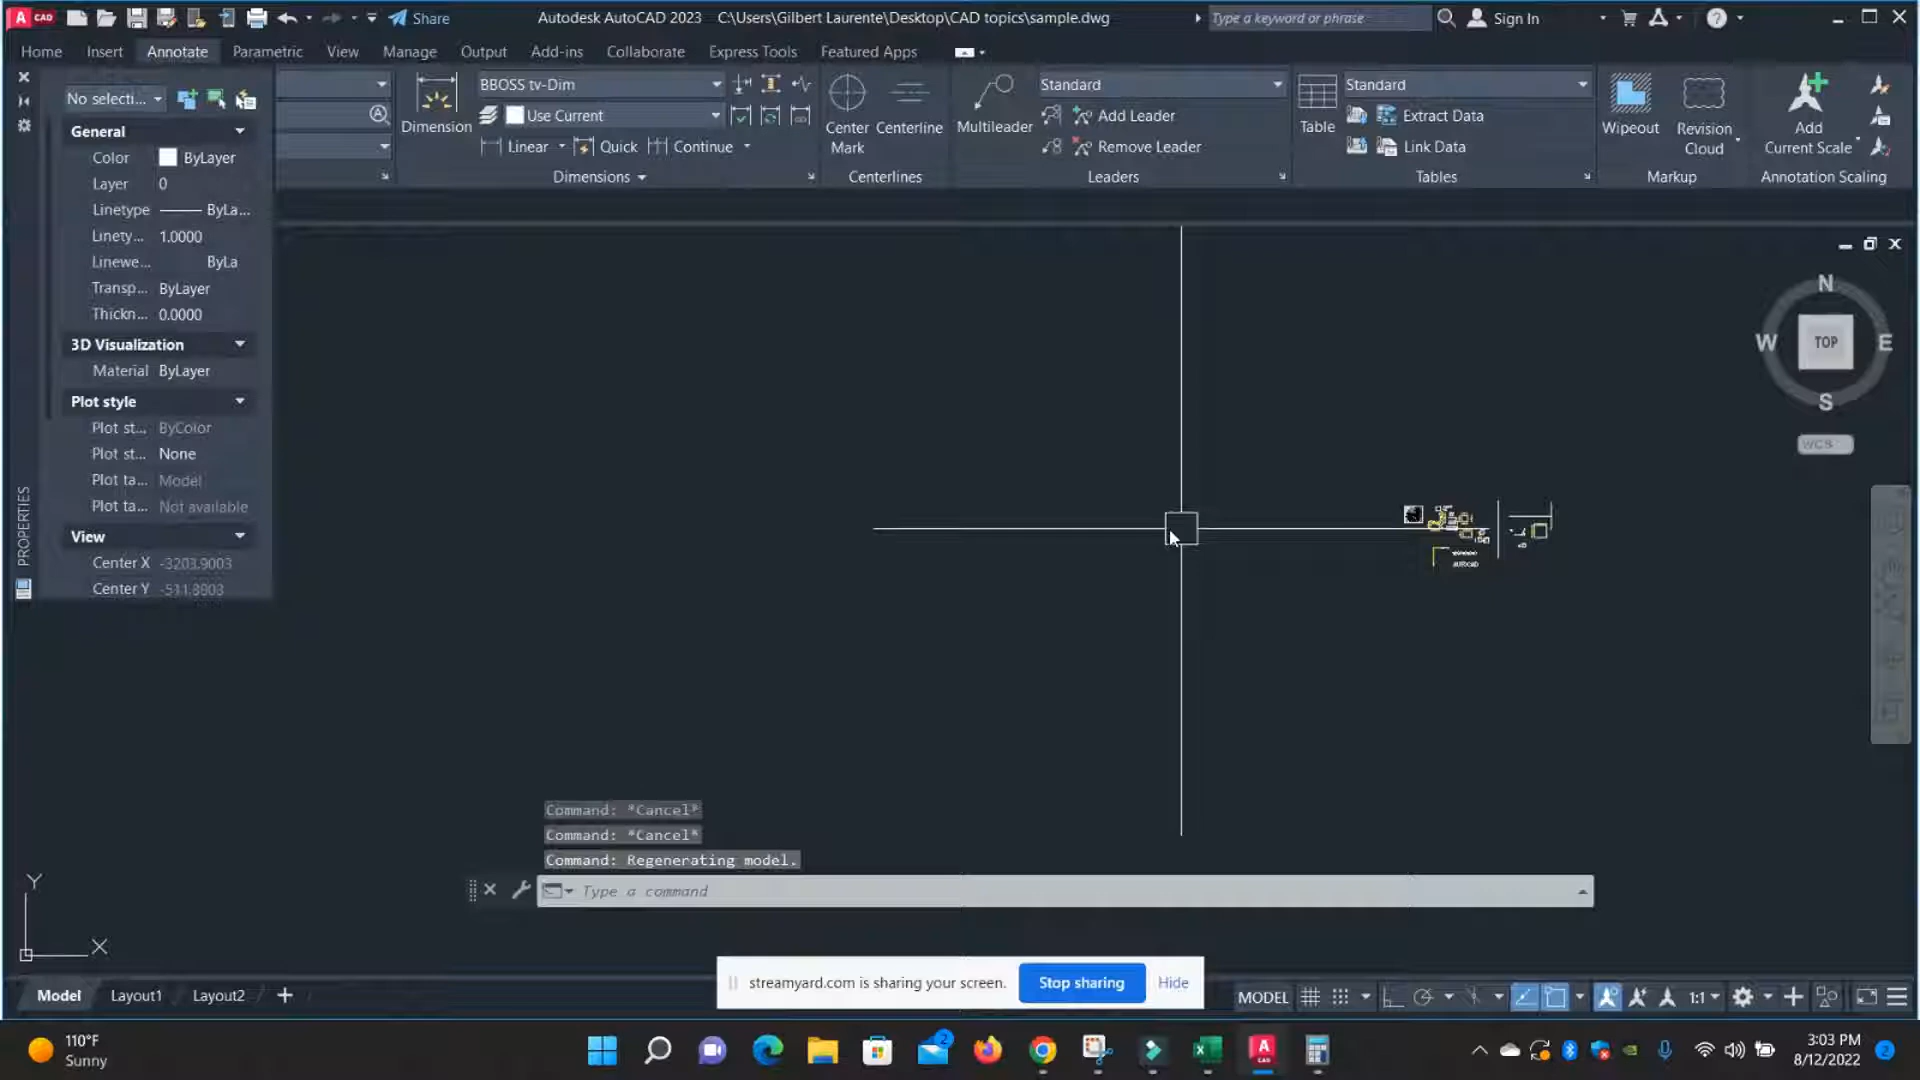 CAD
Share
Autodesk AutoCAD 2023 C:\Users\Gilbert Laurente\Desktop\CAD topics\sample.dwg
Type a keyword or phrase
Sign In
Home Insert Annotate Parametric View Manage Output Add-ins Collaborate Express Tools Featured Apps
No selecti...
General
Color ByLayer
Layer 0
Linetype ByLa...
Linety... 1.0000
Linewe... ByLa
Transp... ByLayer
Thickn... 0.0000
3D Visualization
Material ByLayer
Plot style
Plot st... ByColor
Plot st... None
Plot ta... Model
Plot ta... Not available
View
Center X -3203.9003
Center Y -511.8903
PROPERTIES
Dimension
BBOSS tv-Dim
Use Current
Linear Quick Continue
Dimensions
Center Mark
Centerline
Centerlines
Multileader
Standard
Add Leader
Remove Leader
Leaders
Table
Standard
Extract Data
Link Data
Tables
Wipeout
Revision Cloud
Markup
Add Current Scale
Annotation Scaling
N
W TOP E
S
WCS
Command: *Cancel*
Command: *Cancel*
Command: Regenerating model.
Type a command
Y
X
Model Layout1 Layout2 +
streamyard.com is sharing your screen. Stop sharing Hide
MODEL
1:1
110°F
Sunny
2
3:03 PM
8/12/2022
2